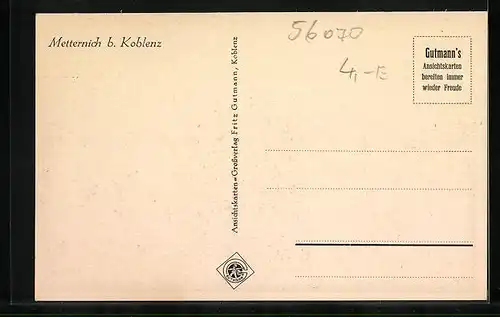 Metternich b. Koblenz
56070
4,-E
Gutmann's
Ansichtskarten
bereiten immer
wieder Freude
Ansichtskarten=Großverlag Fritz Gutmann, Koblenz